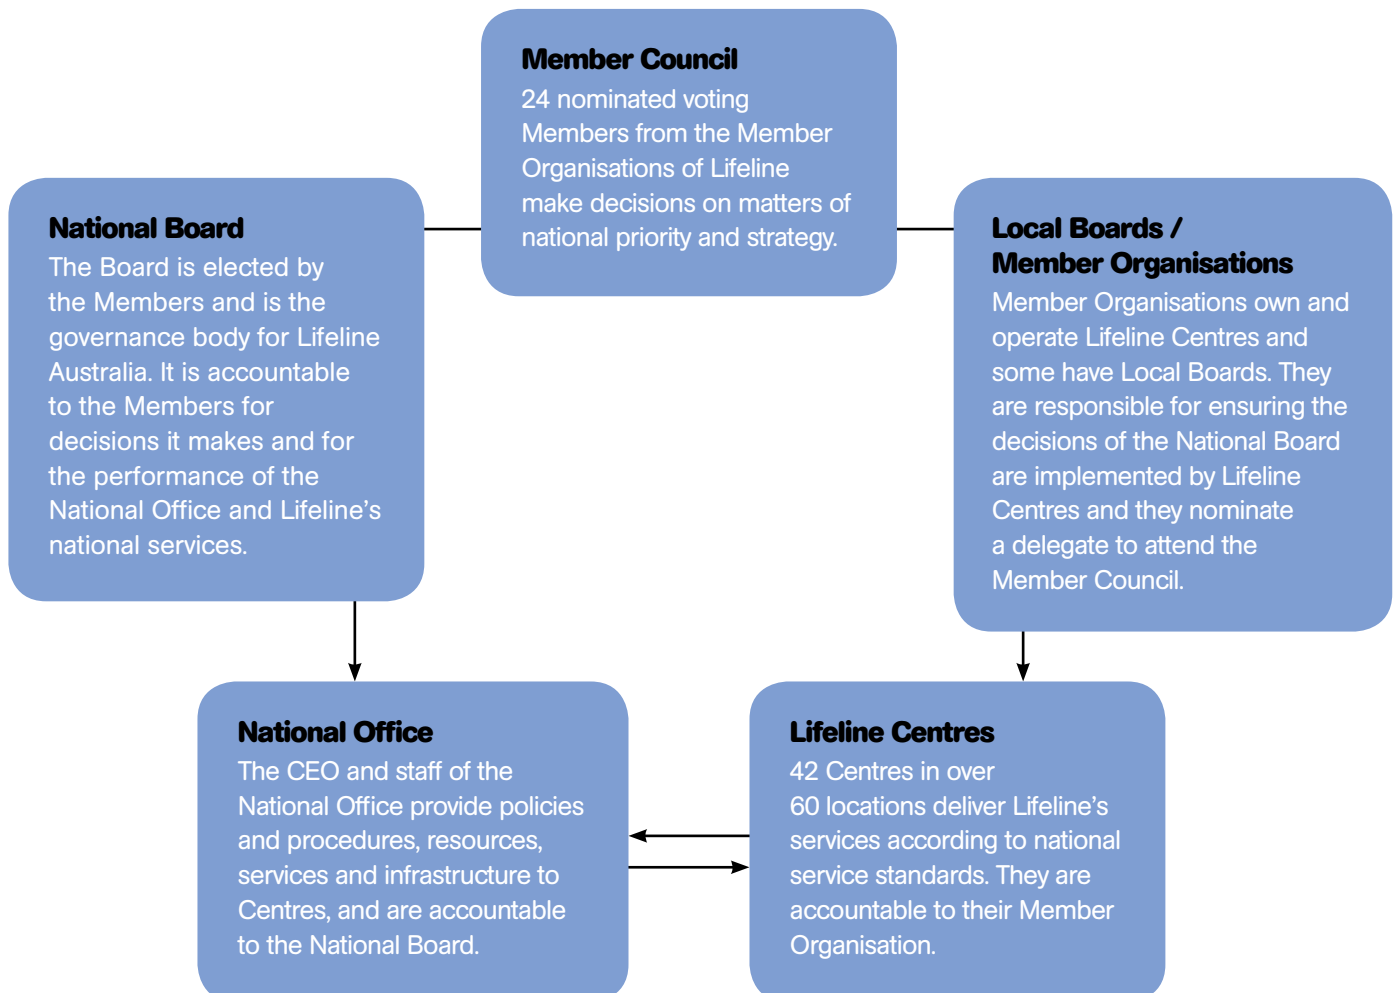 Member Council
24 nominated voting
Members from the Member
Organisations of Lifeline
make decisions on matters of
national priority and strategy.
National Board
The Board is elected by
the Members and is the
governance body for Lifeline
Australia. It is accountable
to the Members for
decisions it makes and for
the performance of the
National Office and Lifeline’s
national services.
Local Boards /
Member Organisations
Member Organisations own and
operate Lifeline Centres and
some have Local Boards. They
are responsible for ensuring the
decisions of the National Board
are implemented by Lifeline
Centres and they nominate
a delegate to attend the
Member Council.
National Office
The CEO and staff of the
National Office provide policies
and procedures, resources,
services and infrastructure to
Centres, and are accountable
to the National Board.
Lifeline Centres
42 Centres in over
60 locations deliver Lifeline’s
services according to national
service standards. They are
accountable to their Member
Organisation.